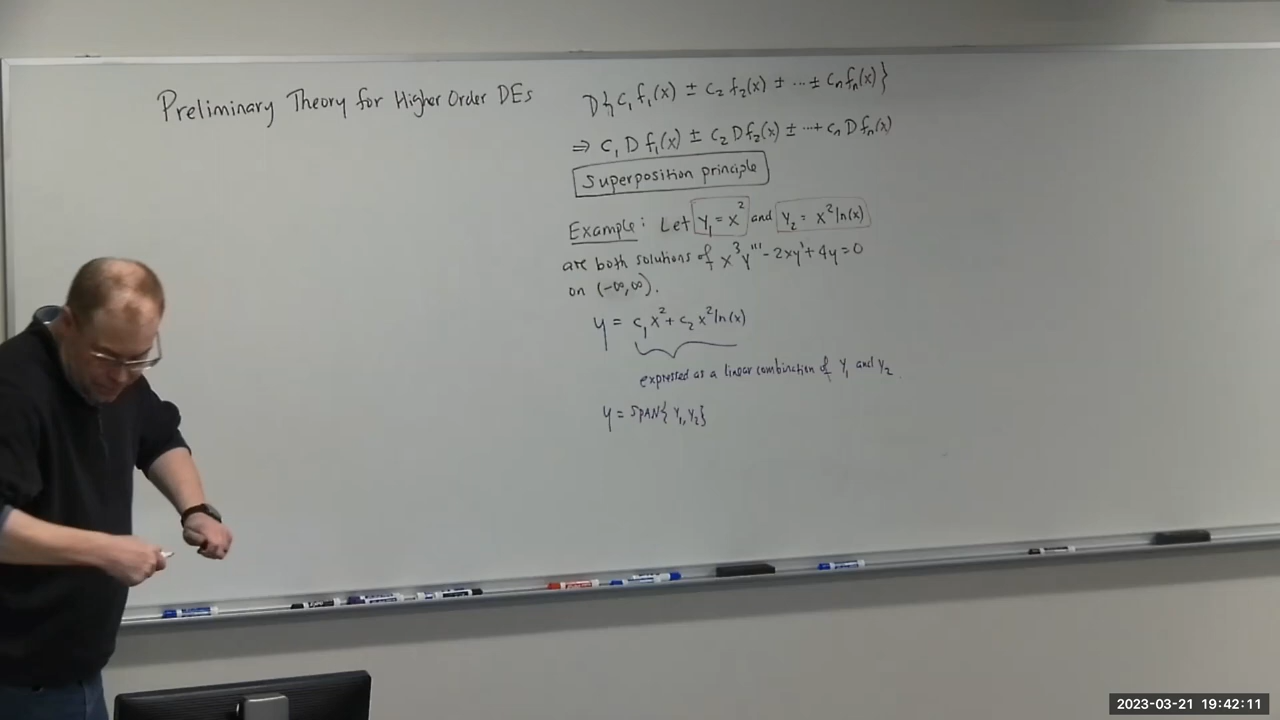 Preliminary Theory for Higher Order DEs
D{c₁f₁(x) ± c₂f₂(x) ± ... ± cₙfₙ(x)}
⇒ c₁Df₁(x) ± c₂Df₂(x) ± ...+ cₙDfₙ(x)
Superposition principle
Example: Let y₁ = x² and y₂ = x²ln(x)
are both solutions of x³y''' - 2xy' + 4y = 0
on (-∞,∞).
y = c₁x² + c₂x²ln(x)
expressed as a linear combination of y₁ and y₂.
y = SPAN{y₁,y₂}
2023-03-21 19:42:11